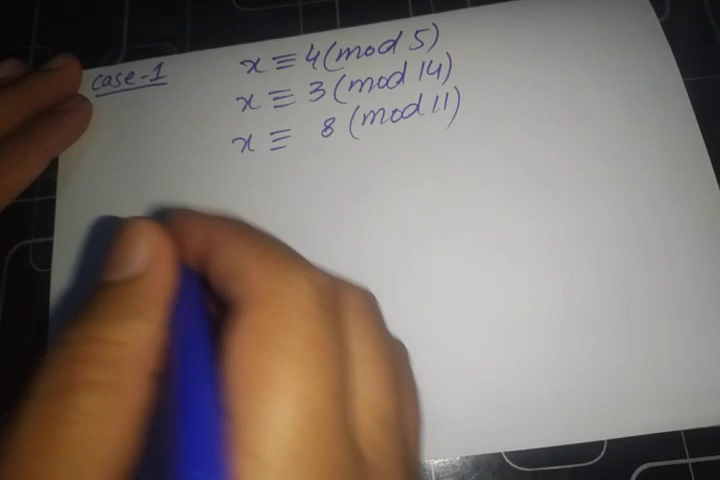 case-1
x ≡ 4 (mod 5)
x ≡ 3 (mod 14)
x ≡ 8 (mod 11)